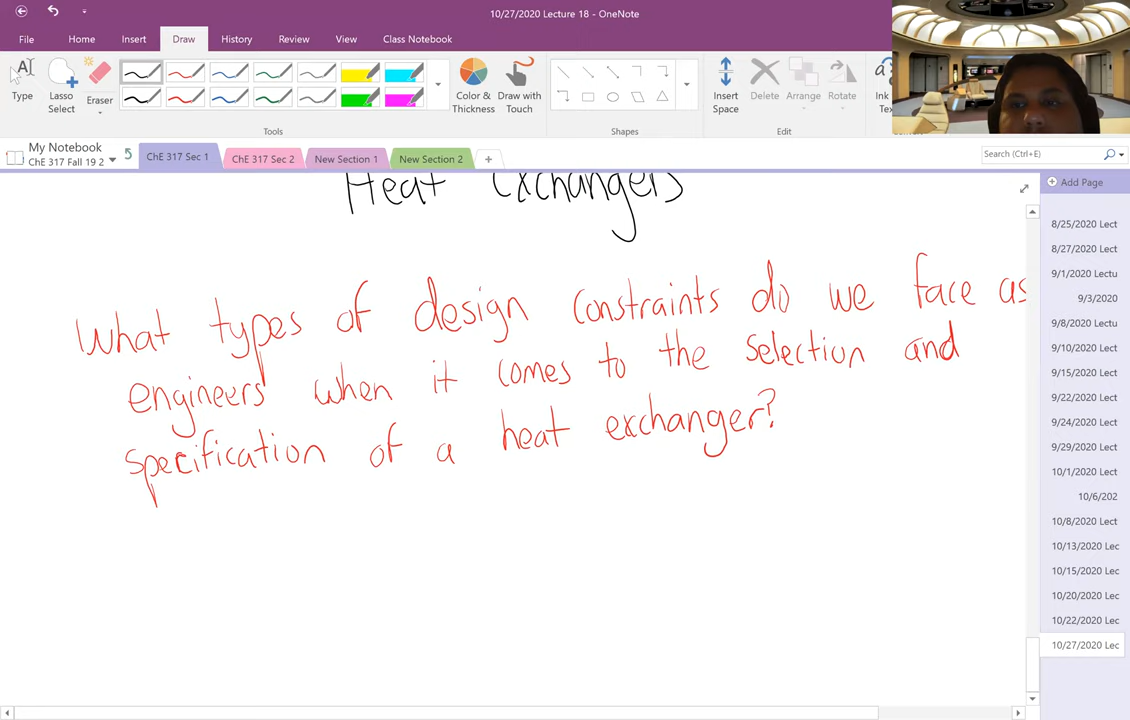 10/27/2020 Lecture 18 - OneNote
File Home Insert Draw History Review View Class Notebook
Type
Lasso Select
Eraser
Color & Thickness
Draw with Touch
Insert Space
Delete
Arrange
Rotate
Ink
Tex
Tools
Shapes
Edit
My Notebook
ChE 317 Fall 19 2
ChE 317 Sec 1
ChE 317 Sec 2
New Section 1
New Section 2
Search (Ctrl+E)
Add Page
Heat Exchangers
What types of design constraints do we face as
engineers when it comes to the selection and
specification of a heat exchanger?
8/25/2020 Lect
8/27/2020 Lect
9/1/2020 Lectu
9/3/2020
9/8/2020 Lectu
9/10/2020 Lect
9/15/2020 Lect
9/22/2020 Lect
9/24/2020 Lect
9/29/2020 Lect
10/1/2020 Lect
10/6/202
10/8/2020 Lect
10/13/2020 Lec
10/15/2020 Lec
10/20/2020 Lec
10/22/2020 Lec
10/27/2020 Lec